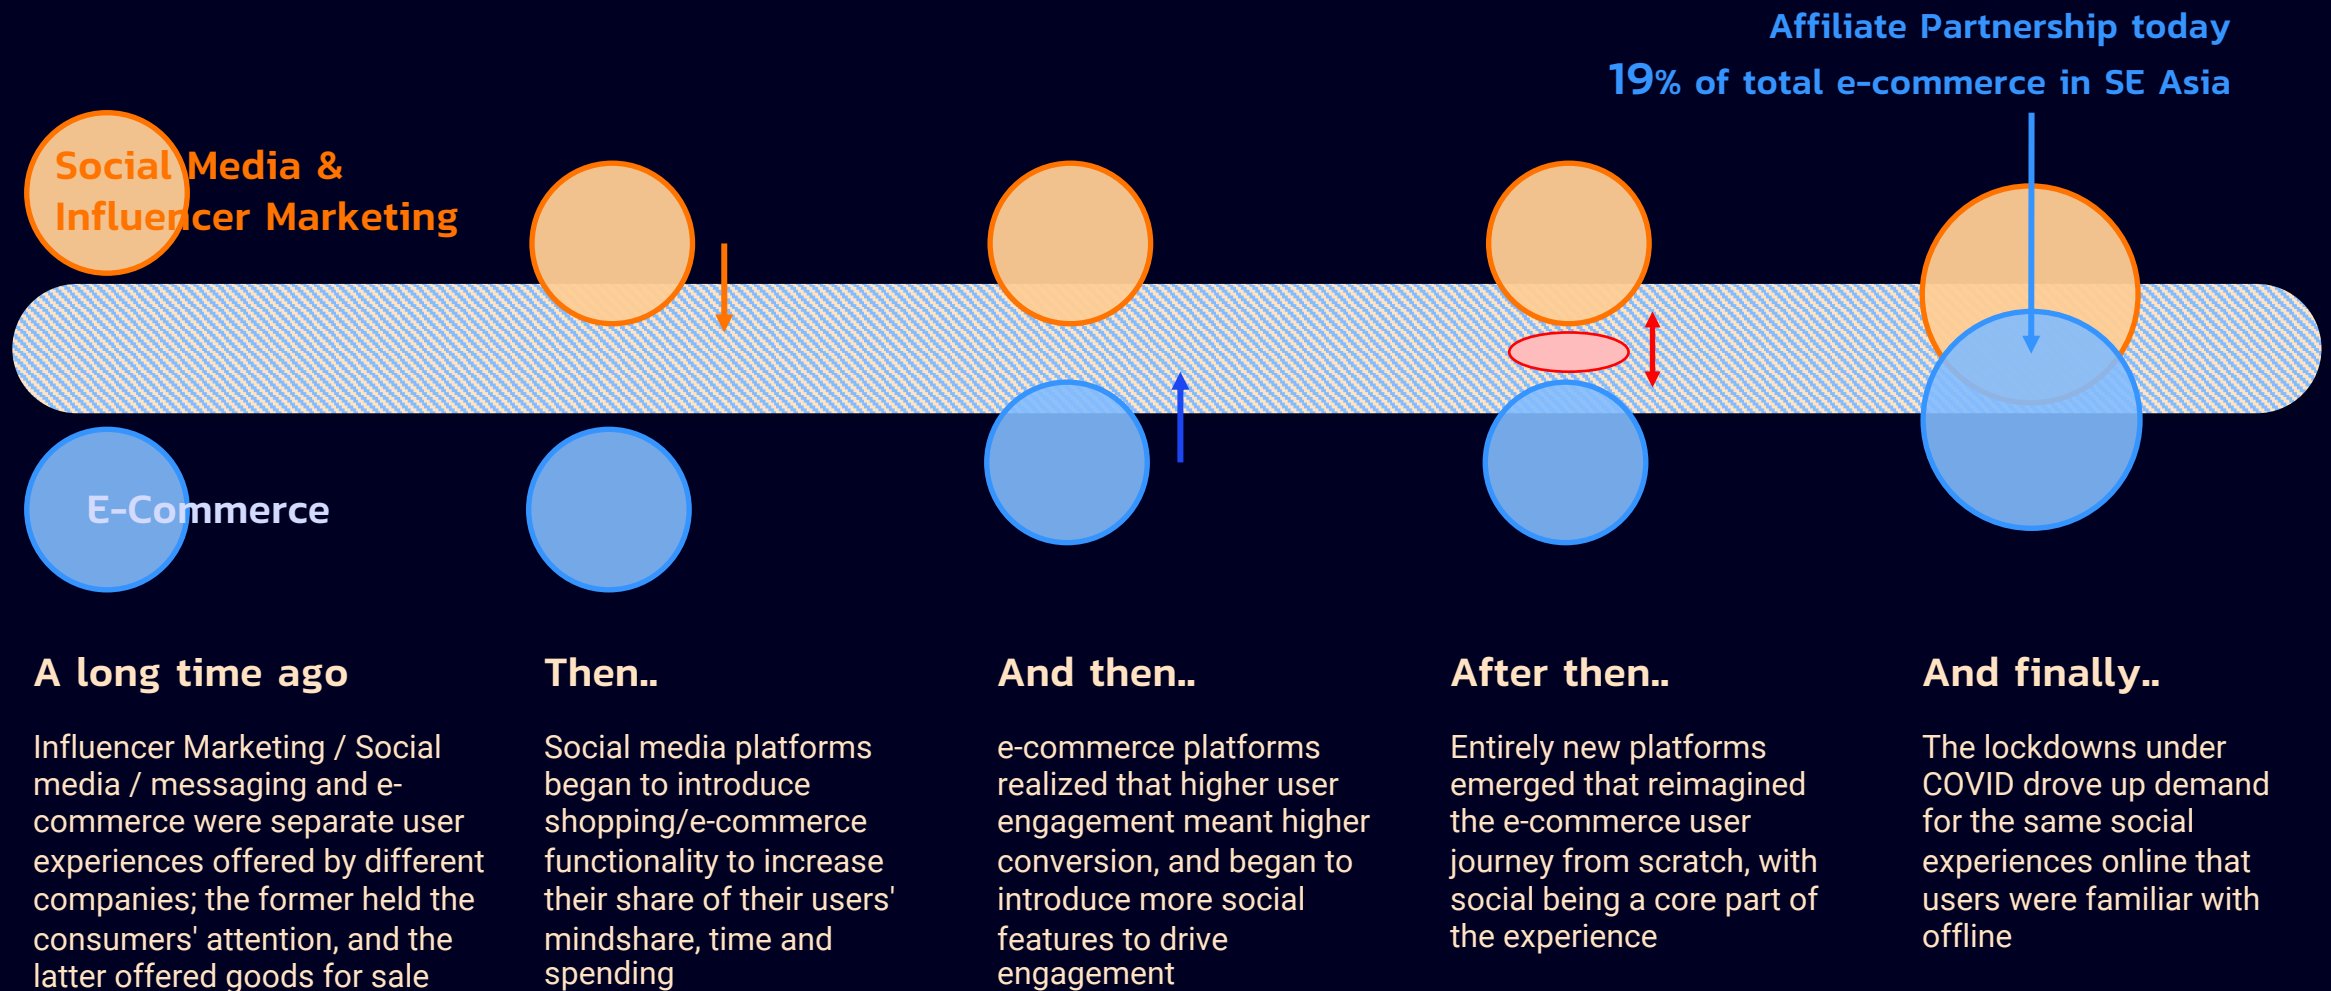 Affiliate Partnership today
19% of total e-commerce in SE Asia
Social Media &
Influencer Marketing
E-Commerce
A long time ago
Influencer Marketing / Social
media / messaging and e-
commerce were separate user
experiences offered by different
companies; the former held the
consumers' attention, and the
latter offered goods for sale
Then..
Social media platforms
began to introduce
shopping/e-commerce
functionality to increase
their share of their users'
mindshare, time and
spending
And then..
e-commerce platforms
realized that higher user
engagement meant higher
conversion, and began to
introduce more social
features to drive
engagement
After then..
Entirely new platforms
emerged that reimagined
the e-commerce user
journey from scratch, with
social being a core part of
the experience
And finally..
The lockdowns under
COVID drove up demand
for the same social
experiences online that
users were familiar with
offline